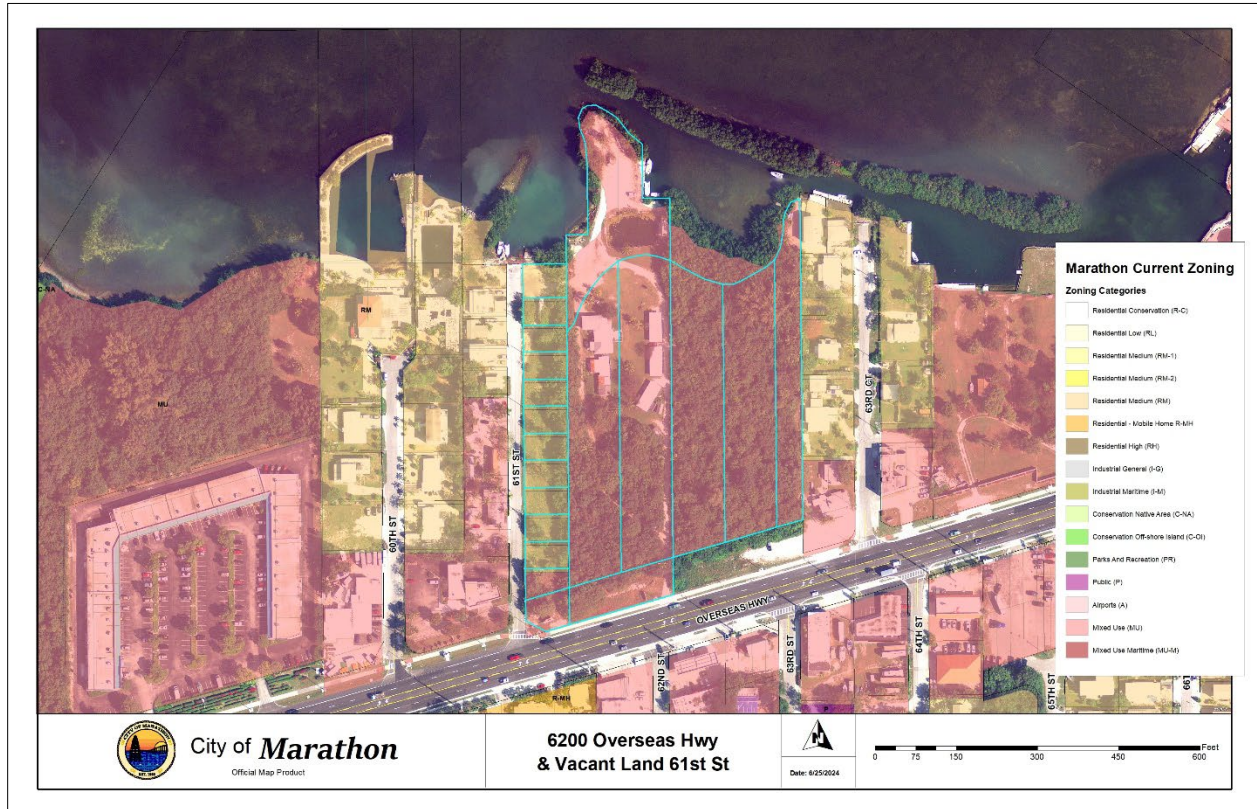 C-NA
RM
MU
61ST ST
60TH ST
63RD CT
OVERSEAS HWY
62ND ST
63RD ST
64TH ST
65TH ST
66TH
R-MH
P
Marathon Current Zoning
Zoning Categories
Residential Conservation (R-C)
Residential Low (RL)
Residential Medium (RM-1)
Residential Medium (RM-2)
Residential Medium (RM)
Residential - Mobile Home R-MH
Residential High (RH)
Industrial General (I-G)
Industrial Maritime (I-M)
Conservation Native Area (C-NA)
Conservation Off-shore Island (C-OI)
Parks And Recreation (PR)
Public (P)
Airports (A)
Mixed Use (MU)
Mixed Use Maritime (MU-M)
City of Marathon
Official Map Product
6200 Overseas Hwy
& Vacant Land 61st St
N
Date: 6/25/2024
Feet
0 75 150 300 450 600